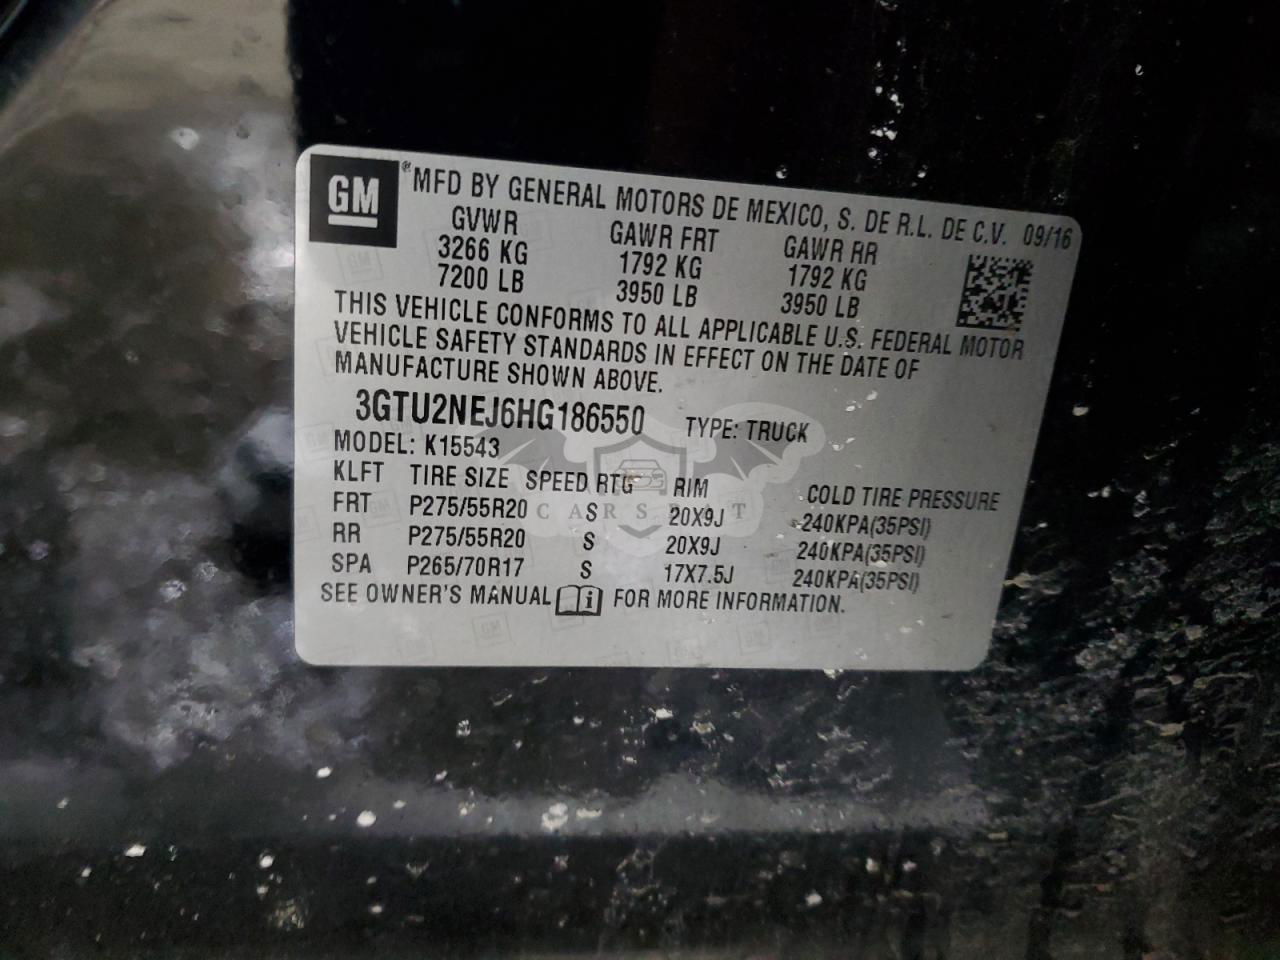 GM® MFD BY GENERAL MOTORS DE MEXICO, S. DE R.L. DE C.V. 09/16
GVWR GAWR FRT GAWR RR
3266 KG 1792 KG 1792 KG
7200 LB 3950 LB 3950 LB
THIS VEHICLE CONFORMS TO ALL APPLICABLE U.S. FEDERAL MOTOR
VEHICLE SAFETY STANDARDS IN EFFECT ON THE DATE OF
MANUFACTURE SHOWN ABOVE.
3GTU2NEJ6HG186550 TYPE: TRUCK
MODEL: K15543
KLFT TIRE SIZE SPEED RTG RIM COLD TIRE PRESSURE
FRT P275/55R20 S 20X9J 240KPA(35PSI)
RR P275/55R20 S 20X9J 240KPA(35PSI)
SPA P265/70R17 S 17X7.5J 240KPA(35PSI)
SEE OWNER'S MANUAL FOR MORE INFORMATION.